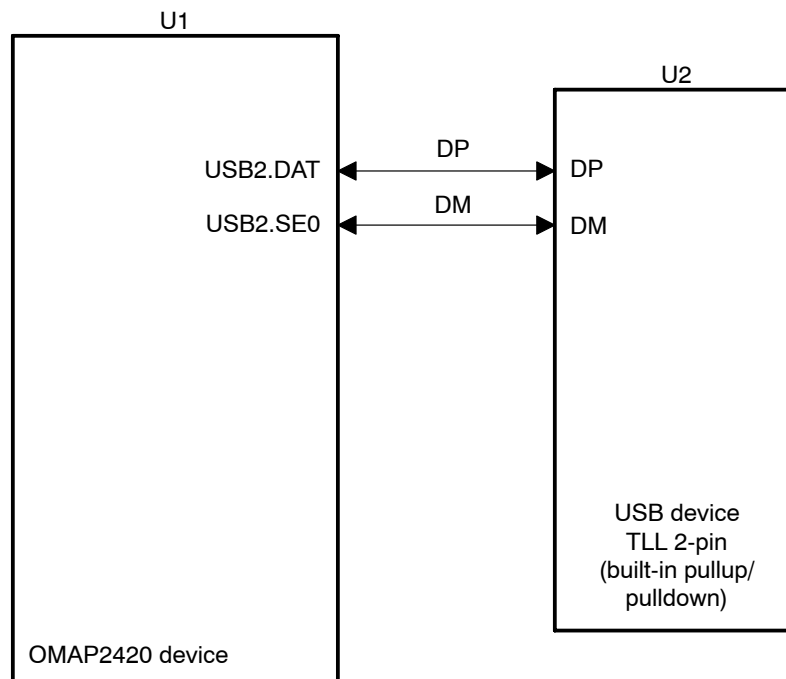 U1
U2
USB2.DAT
DP
DP
USB2.SE0
DM
DM
USB device
TLL 2-pin
(built-in pullup/
pulldown)
OMAP2420 device